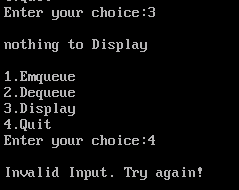 Enter your choice:3
nothing to Display
1.Emqueue
2.Dequeue
3.Display
4.Quit
Enter your choice:4
Invalid Input. Try again!